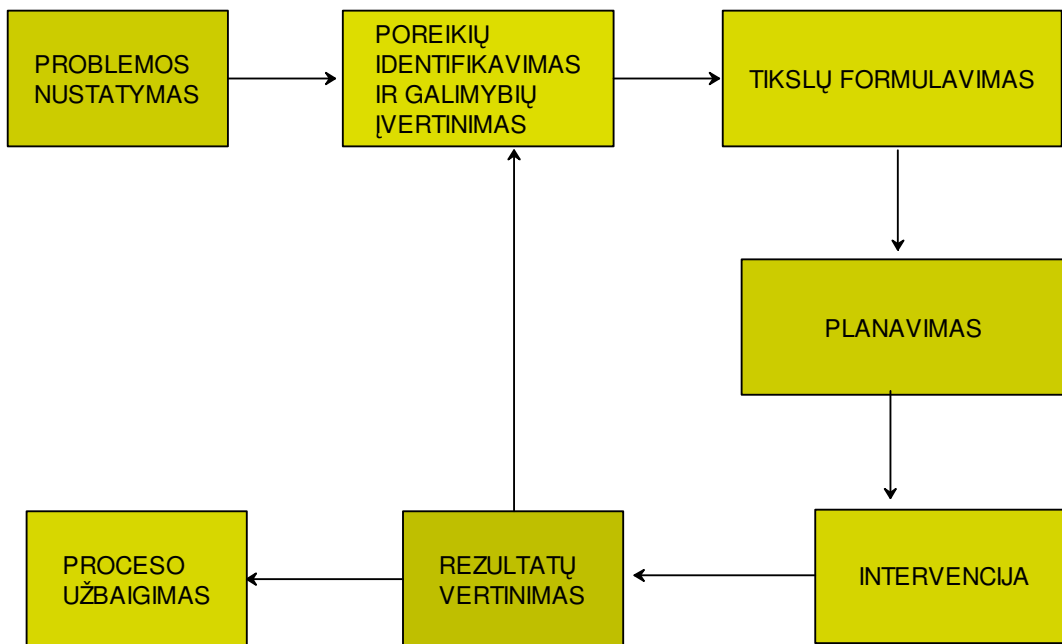 PROBLEMOS
NUSTATYMAS
POREIKIŲ
IDENTIFIKAVIMAS
IR GALIMYBIŲ
ĮVERTINIMAS
TIKSLŲ FORMULAVIMAS
PLANAVIMAS
INTERVENCIJA
REZULTATŲ
VERTINIMAS
PROCESO
UŽBAIGIMAS